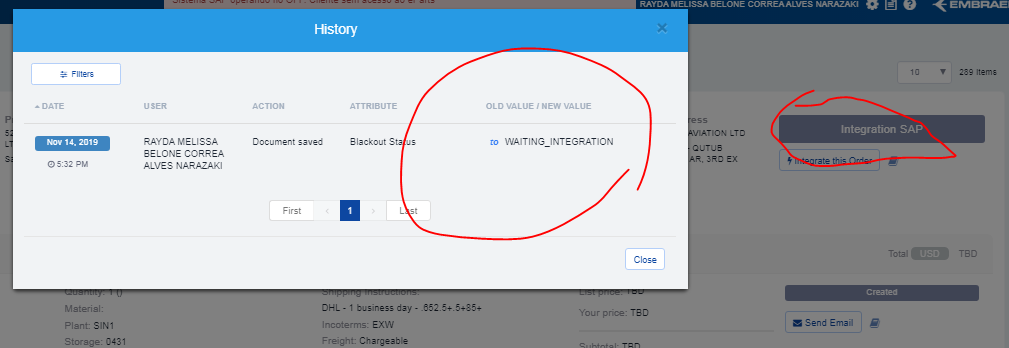 Sistema SAP operando no OFF. Cliente sem acesso ao
RAYDA MELISSA BELONE CORREA ALVES NARAZAKI
EMBRAE
History
Filters
10
289 items
DATE USER ACTION ATTRIBUTE OLD VALUE / NEW VALUE
ress
AVIATION LTD
- QUTUB
AR, 3RD EX
Integration SAP
Integrate this Order
Nov 14, 2019
5:32 PM
RAYDA MELISSA
BELONE CORREA
ALVES NARAZAKI
Document saved
Blackout Status
to WAITING_INTEGRATION
First ‹ 1 › Last
Close
Total USD TBD
Quantity: 1 ()
Material:
Plant: SIN1
Storage: 0431
Shipping Instructions:
DHL - 1 business day - .652.5+.5+85+
Incoterms: EXW
Freight: Chargeable
List price: TBD
Your price: TBD
Subtotal: TBD
Created
Send Email